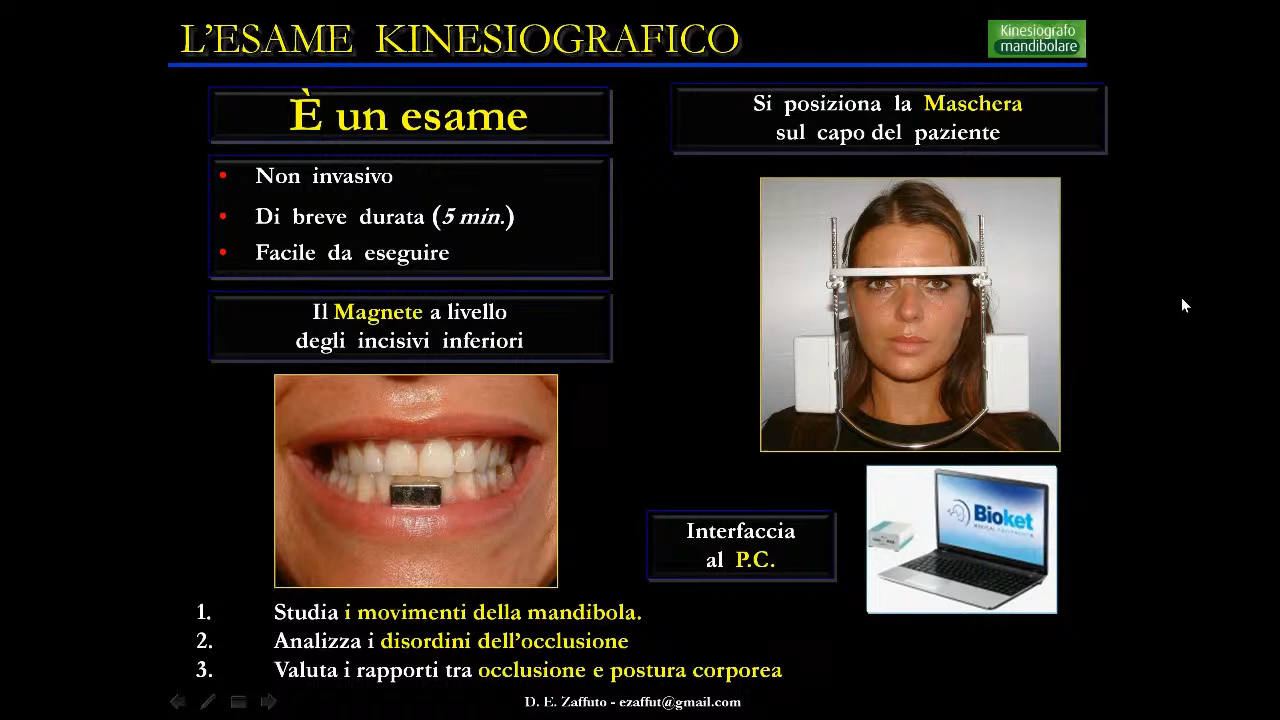 L'ESAME KINESIOGRAFICO
Kinesiografo
mandibolare
È un esame
• Non invasivo
• Di breve durata (5 min.)
• Facile da eseguire
Il Magnete a livello
degli incisivi inferiori
Si posiziona la Maschera
sul capo del paziente
Interfaccia
al P.C.
Bioket
1. Studia i movimenti della mandibola.
2. Analizza i disordini dell'occlusione
3. Valuta i rapporti tra occlusione e postura corporea
D. E. Zaffuto - ezaffut@gmail.com